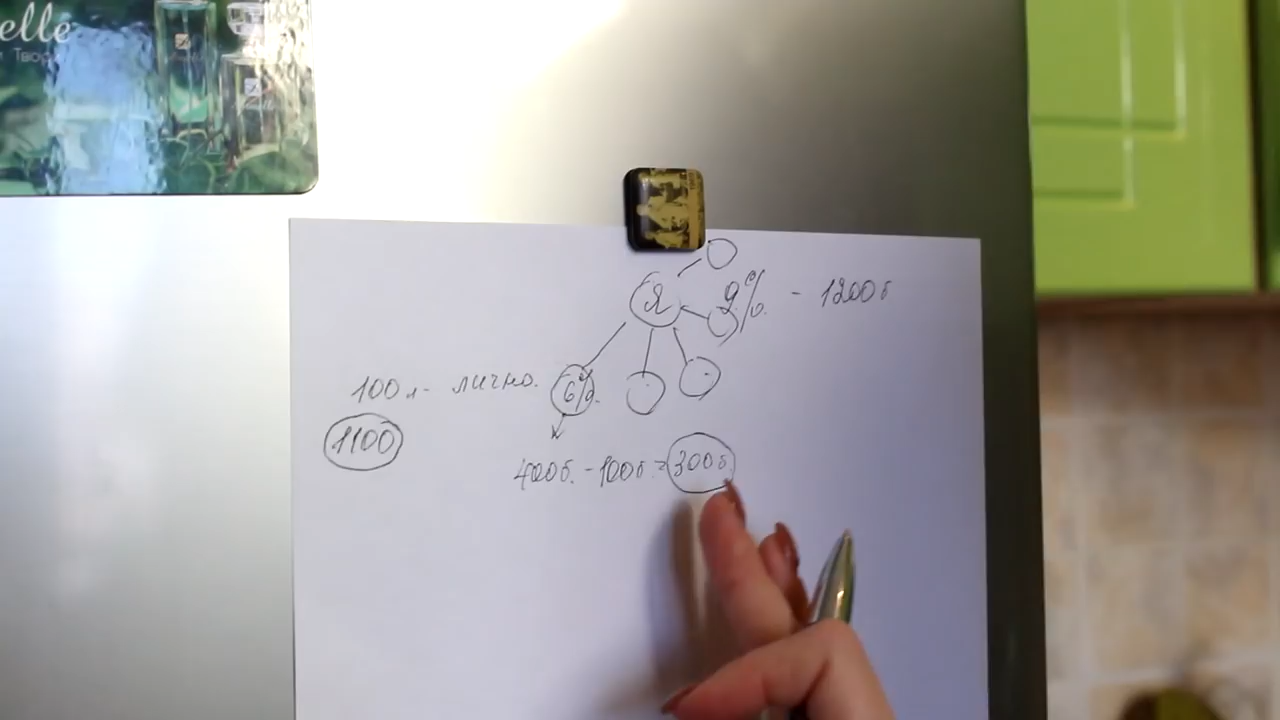 elle
Я 9% - 1200б
100л - лично. 6%
1100
400б. - 100б = 300б.